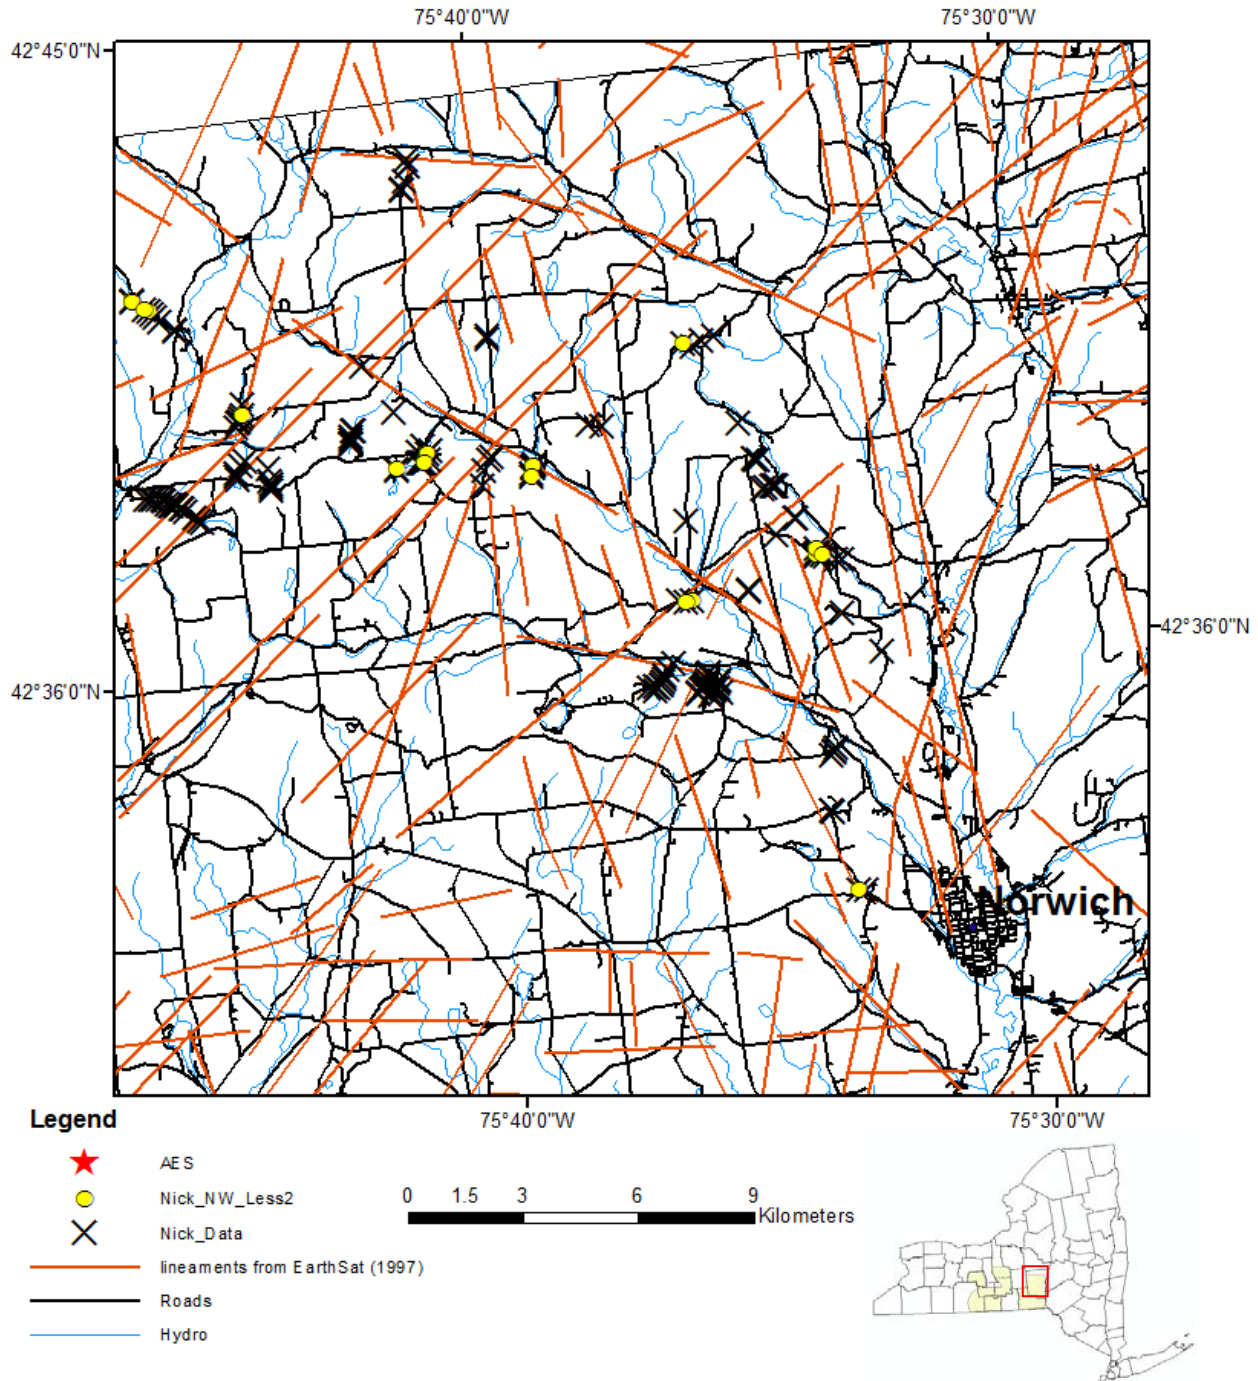 75°40'0"W 75°30'0"W
42°45'0"N
42°36'0"N
42°36'0"N
Norwich
75°40'0"W 75°30'0"W
Legend
AES
Nick_NW_Less2
Nick_Data
lineaments from EarthSat (1997)
Roads
Hydro
0 1.5 3 6 9
Kilometers